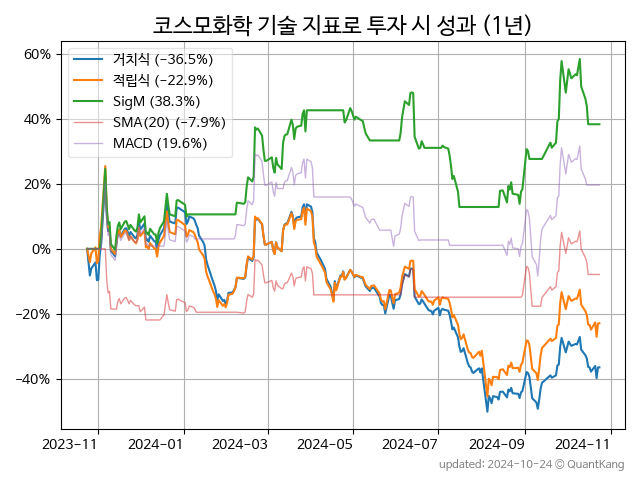 코스모화학 기술 지표로 투자 시 성과 (1년)
60%
40%
20%
0%
−20%
−40%
거치식 (−36.5%)
적립식 (−22.9%)
SigM (38.3%)
SMA(20) (−7.9%)
MACD (19.6%)
2023-11
2024-01
2024-03
2024-05
2024-07
2024-09
2024-11
updated: 2024-10-24 ⓒ QuantKang